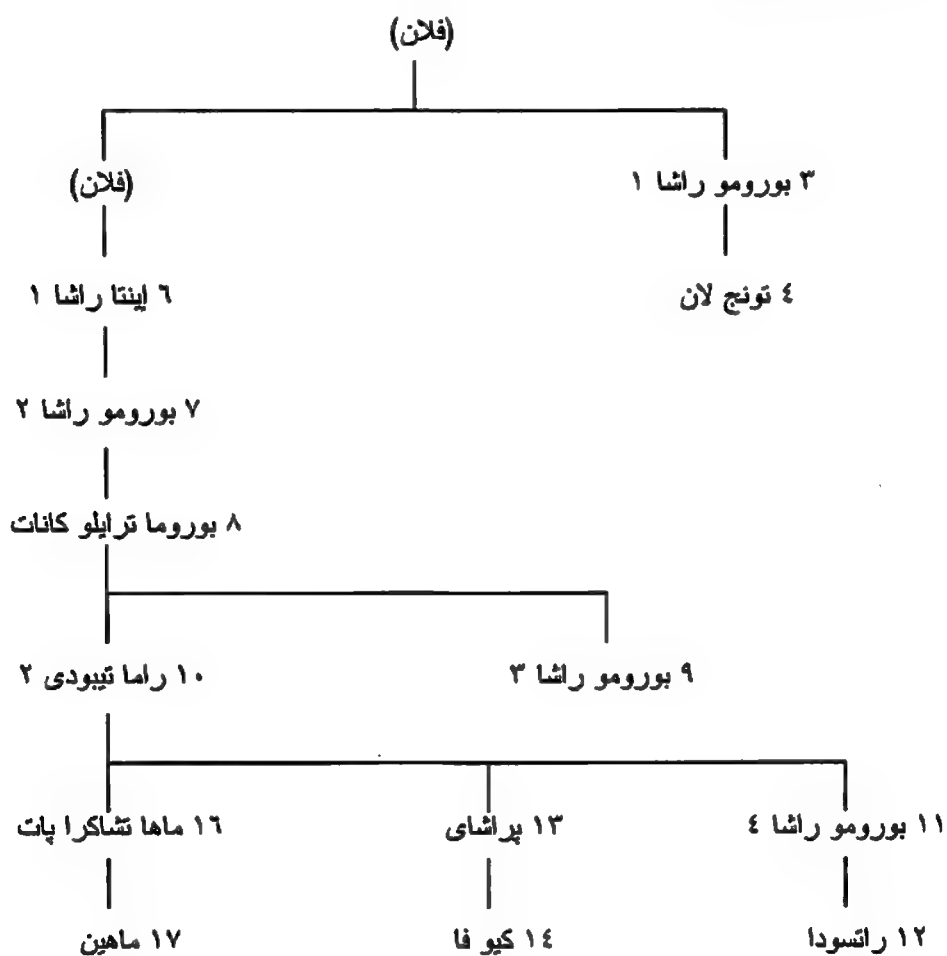 (فلان)
٣ بورومو راشا ١
(فلان)
٤ تونج لان
٦ إينتا راشا ١
٧ بورومو راشا ٢
٨ بوروما ترايلو كانات
٩ بورومو راشا ٣
١٠ راما تيبودى ٢
١١ بورومو راشا ٤
١٣ پراشاى
١٦ ماها تشاكرا پات
١٢ راتسودا
١٤ كيو فا
١٧ ماهين